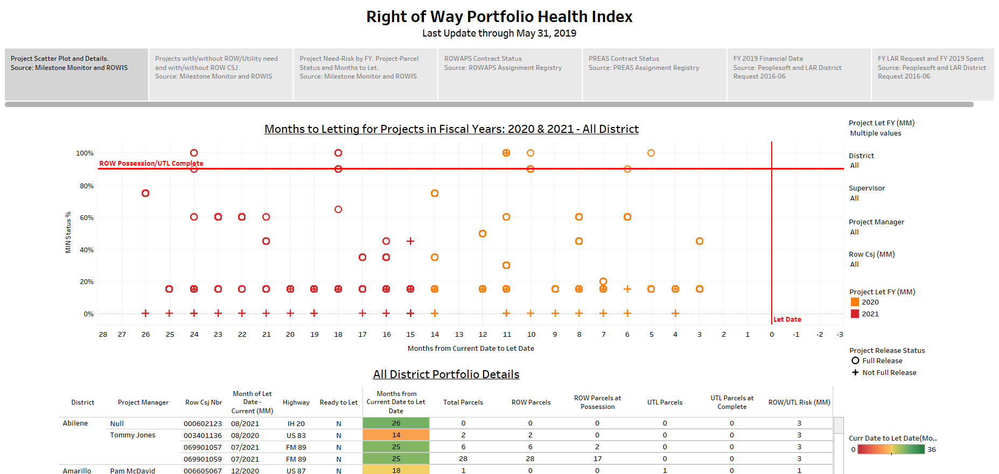 Right of Way Portfolio Health Index
Last Update through May 31, 2019
Project Scatter Plot and Details.
Source: Milestone Monitor and ROWIS
Projects with/without ROW/Utility need
and with/without ROW CSJ.
Source: Milestone Monitor and ROWIS
Project Need-Risk by FY. Project-Parcel
Status and Months to Let.
Source: Milestone Monitor and ROWIS
ROWAPS Contract Status
Source: ROWAPS Assignment Registry
PREAS Contract Status
Source: PREAS Assignment Registry
FY 2019 Financial Data
Source: Peoplesoft and LAR District
Request 2016-06
FY LAR Request and FY 2019 Spent
Source: Peoplesoft and LAR District
Request 2016-06
Months to Letting for Projects in Fiscal Years: 2020 & 2021 - All District
100%
ROW Possession/UTL Complete
80%
60%
40%
20%
0%
MIN Status %
Let Date
28 27 26 25 24 23 22 21 20 19 18 17 16 15 14 13 12 11 10 9 8 7 6 5 4 3 2 1 0 -1 -2 -3
Months from Current Date to Let Date
Project Let FY (MM)
Multiple values
District
All
Supervisor
All
Project Manager
All
Row Csj (MM)
All
Project Let FY (MM)
2020
2021
Project Release Status
Full Release
Not Full Release
All District Portfolio Details
District Project Manager Row Csj Nbr Month of Let Date - Current (MM) Highway Ready to Let Months from Current Date to Let Date Total Parcels ROW Parcels ROW Parcels at Possession UTL Parcels UTL Parcels at Complete ROW/UTL Risk (MM)
Abilene Null 000602123 08/2021 IH 20 N 26 0 0 0 0 0 3
Tommy Jones 003401136 08/2020 US 83 N 14 2 2 0 0 0 3
069901057 07/2021 FM 89 N 25 6 6 2 0 0 3
069901059 07/2021 FM 89 N 25 28 28 17 0 0 3
Amarillo Pam McDavid 006605067 12/2020 US 87 N 18 1 0 0 1 0 1
Curr Date to Let Date(Mo..
0 36